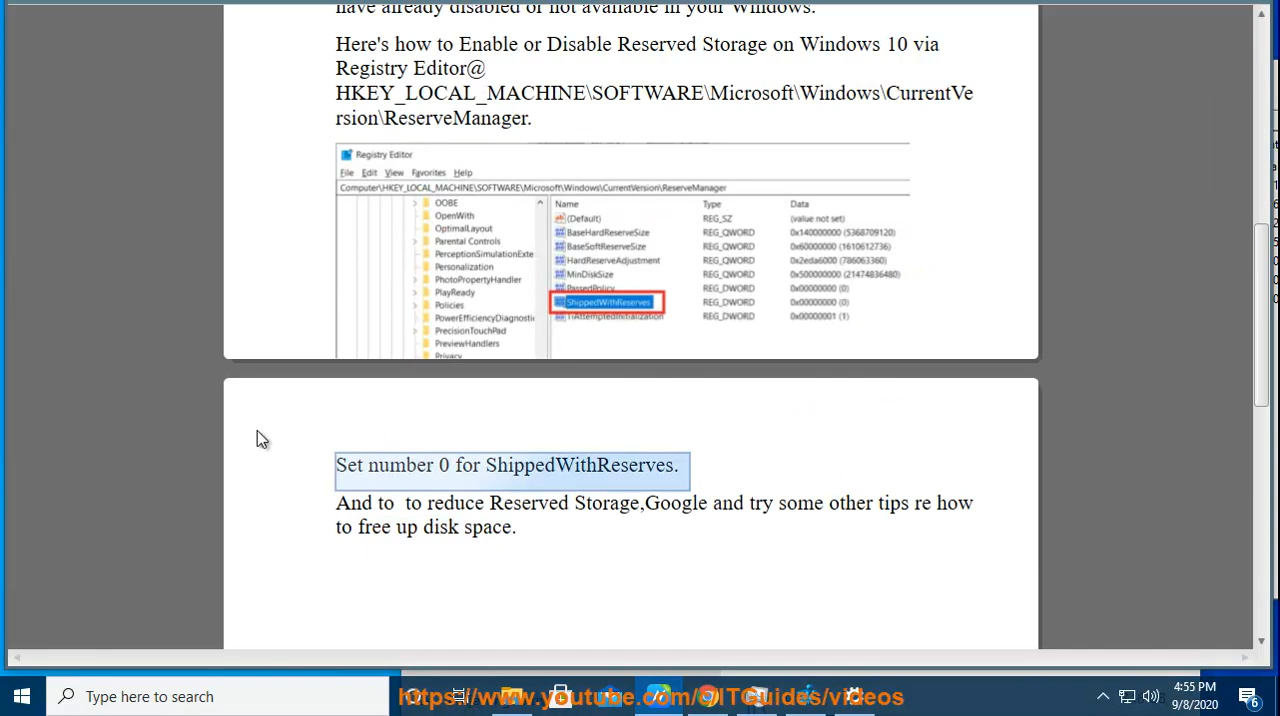 have already disabled or not available in your Windows.
Here's how to Enable or Disable Reserved Storage on Windows 10 via
Registry Editor@
HKEY_LOCAL_MACHINE\SOFTWARE\Microsoft\Windows\CurrentVe
rsion\ReserveManager.
Registry Editor
File Edit View Favorites Help
Computer\HKEY_LOCAL_MACHINE\SOFTWARE\Microsoft\Windows\CurrentVersion\ReserveManager
OOBE
OpenWith
OptimalLayout
Parental Controls
PerceptionSimulationExte
Personalization
PhotoPropertyHandler
PlayReady
Policies
PowerEfficiencyDiagnostic
PrecisionTouchPad
PreviewHandlers
Privacy
Name Type Data
(Default) REG_SZ (value not set)
BaseHardReserveSize REG_QWORD 0x140000000 (5368709120)
BaseSoftReserveSize REG_QWORD 0x60000000 (1610612736)
HardReserveAdjustment REG_QWORD 0x2eda6000 (786063360)
MinDiskSize REG_QWORD 0x500000000 (21474836480)
PassedPolicy REG_DWORD 0x00000000 (0)
ShippedWithReserves REG_DWORD 0x00000000 (0)
TiAttemptedInitialization REG_DWORD 0x00000001 (1)
Set number 0 for ShippedWithReserves.
And to to reduce Reserved Storage,Google and try some other tips re how
to free up disk space.
Type here to search
4:55 PM
9/8/2020
6